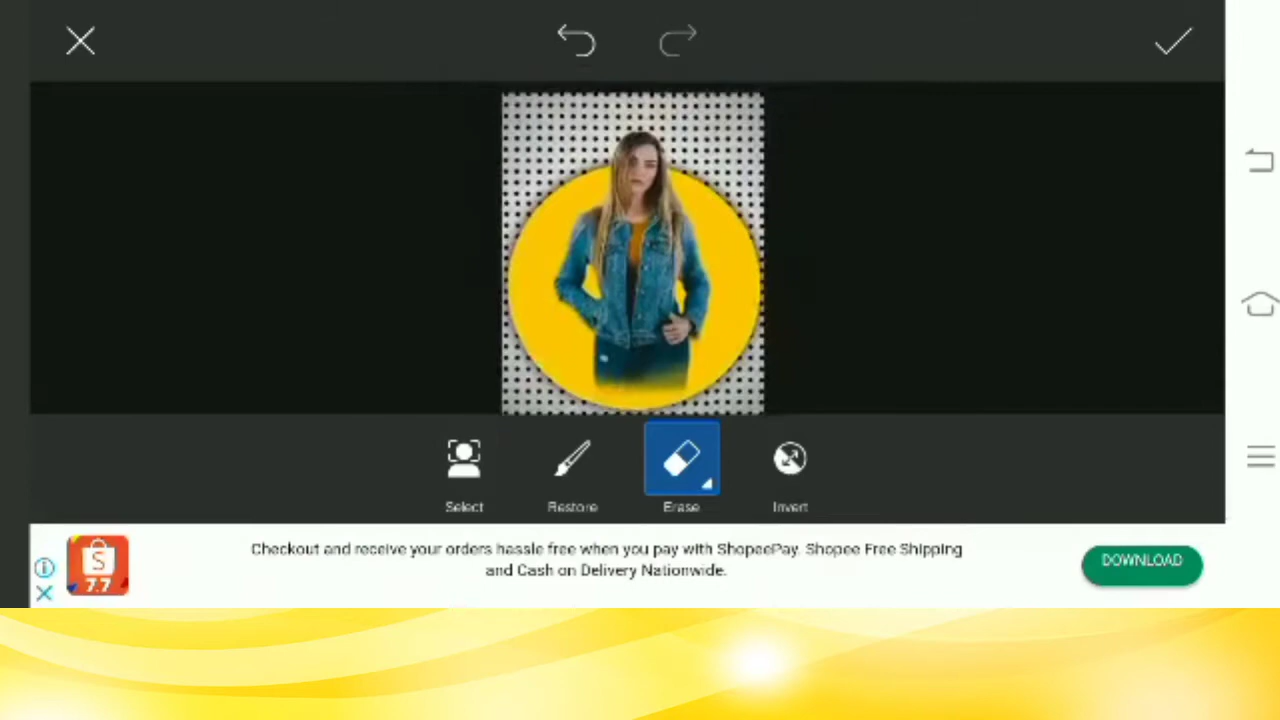 Select
Restore
Erase
Invert
S
7.7
Checkout and receive your orders hassle free when you pay with ShopeePay. Shopee Free Shipping
and Cash on Delivery Nationwide.
DOWNLOAD